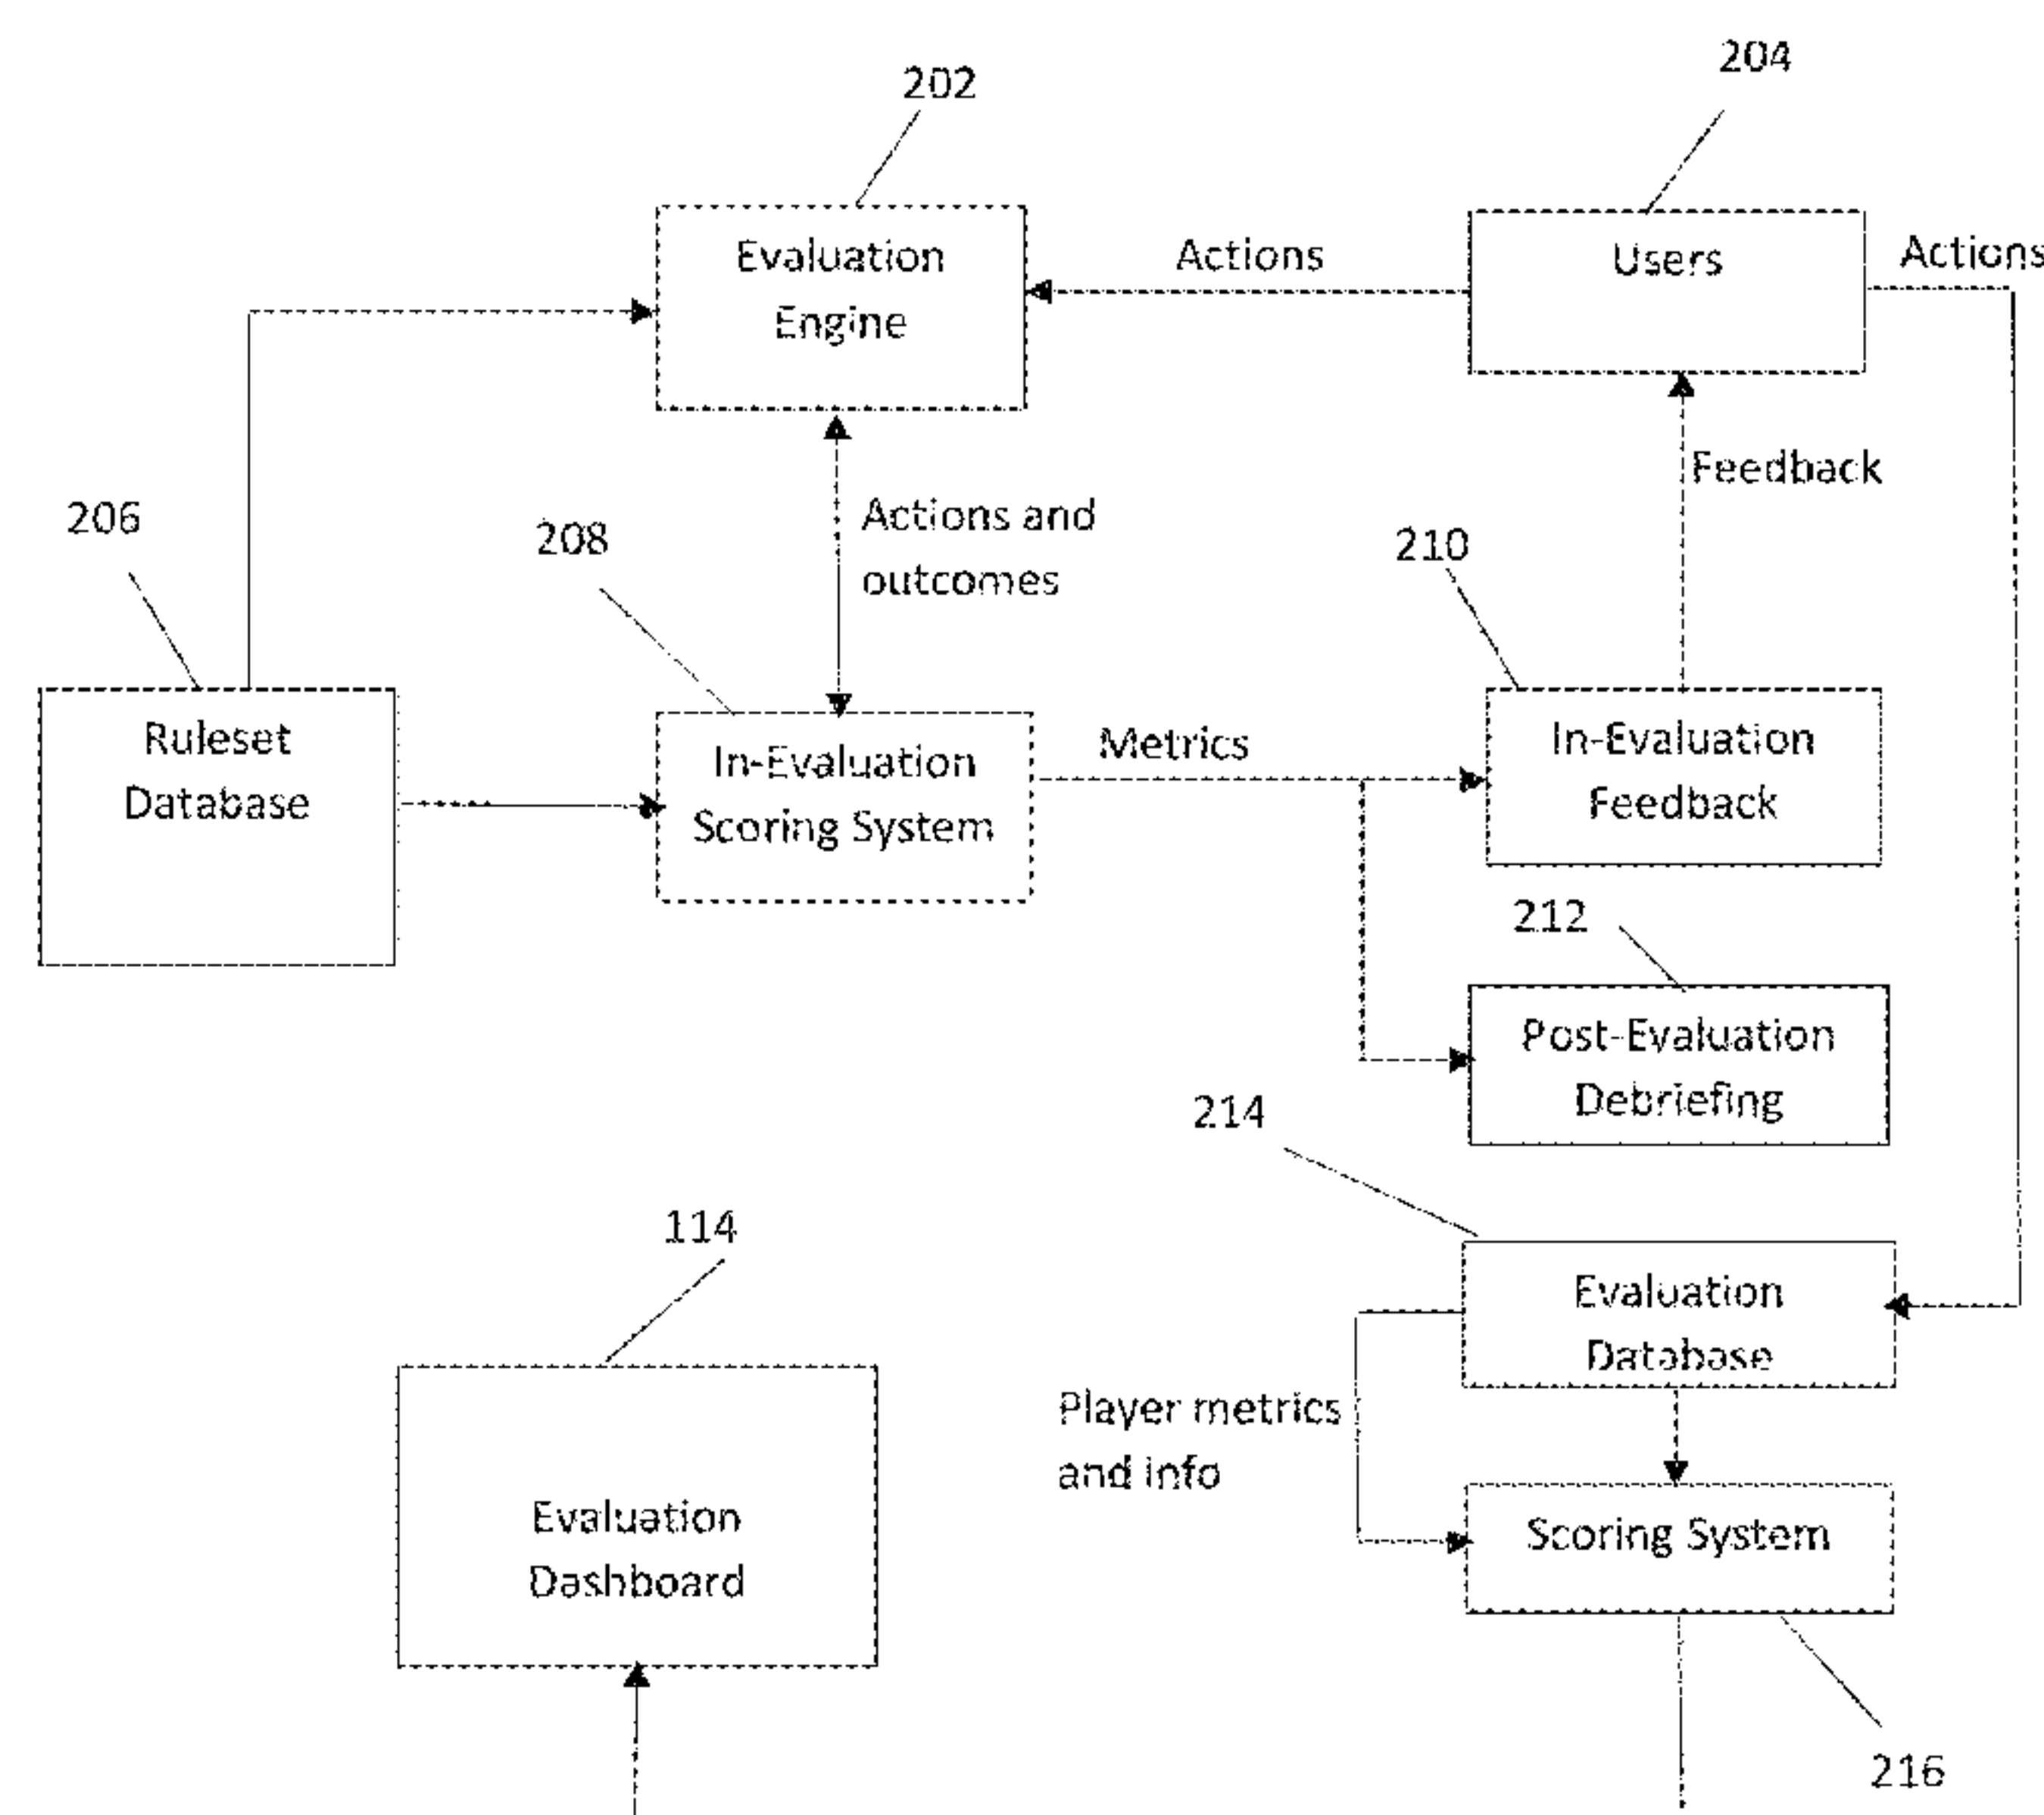 202
204
Evaluation
Engine
Actions
Users
Actions
Feedback
206
208
Actions and
outcomes
210
Ruleset
Database
In-Evaluation
Scoring System
Metrics
In-Evaluation
Feedback
212
Post-Evaluation
Debriefing
214
114
Evaluation
Database
Player metrics
and info
Evaluation
Dashboard
Scoring System
216